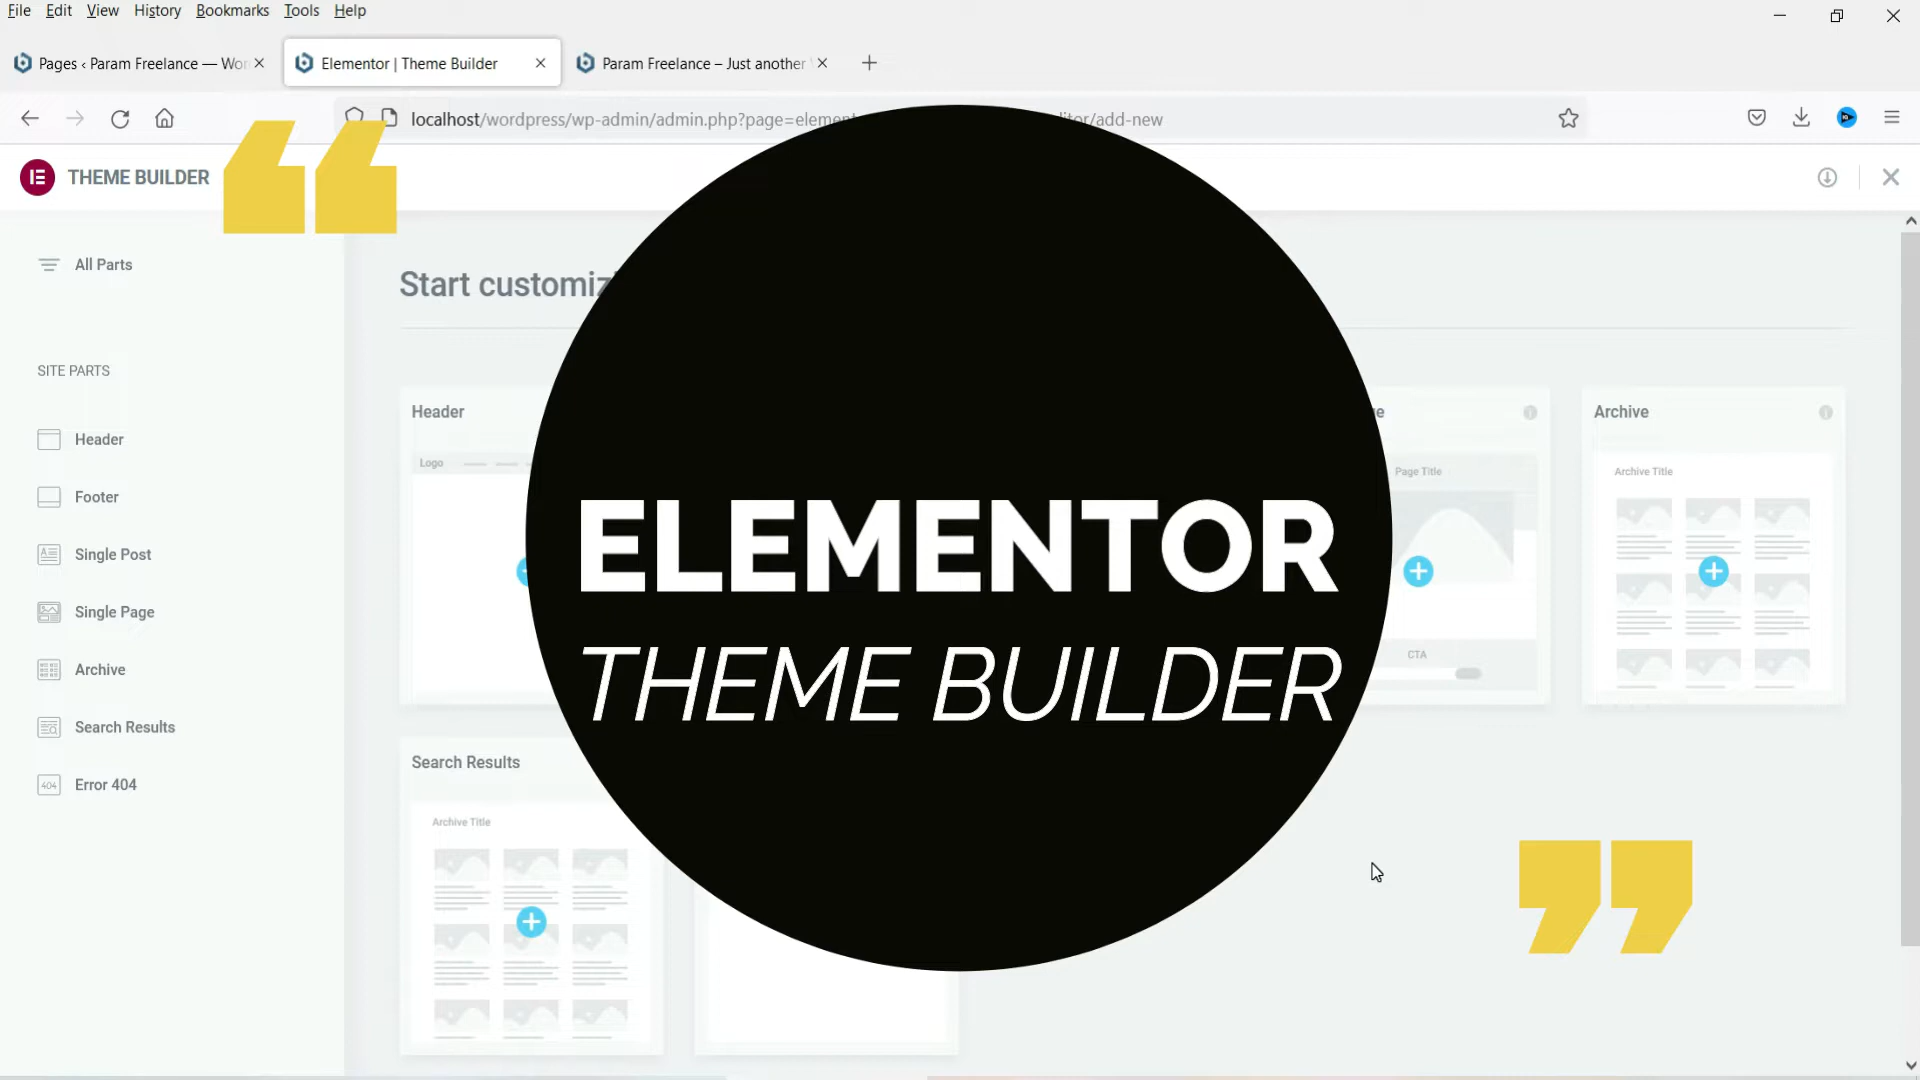 File Edit View History Bookmarks Tools Help
Pages ‹ Param Freelance — Wor
Elementor | Theme Builder
Param Freelance – Just another
localhost/wordpress/wp-admin/admin.php?page=elemen
itor/add-new
THEME BUILDER
All Parts
SITE PARTS
Header
Footer
Single Post
Single Page
Archive
Search Results
404 Error 404
Start customiz
Header
Logo
Page Title
CTA
Archive
Archive Title
Search Results
Archive Title
“
ELEMENTOR
THEME BUILDER
”